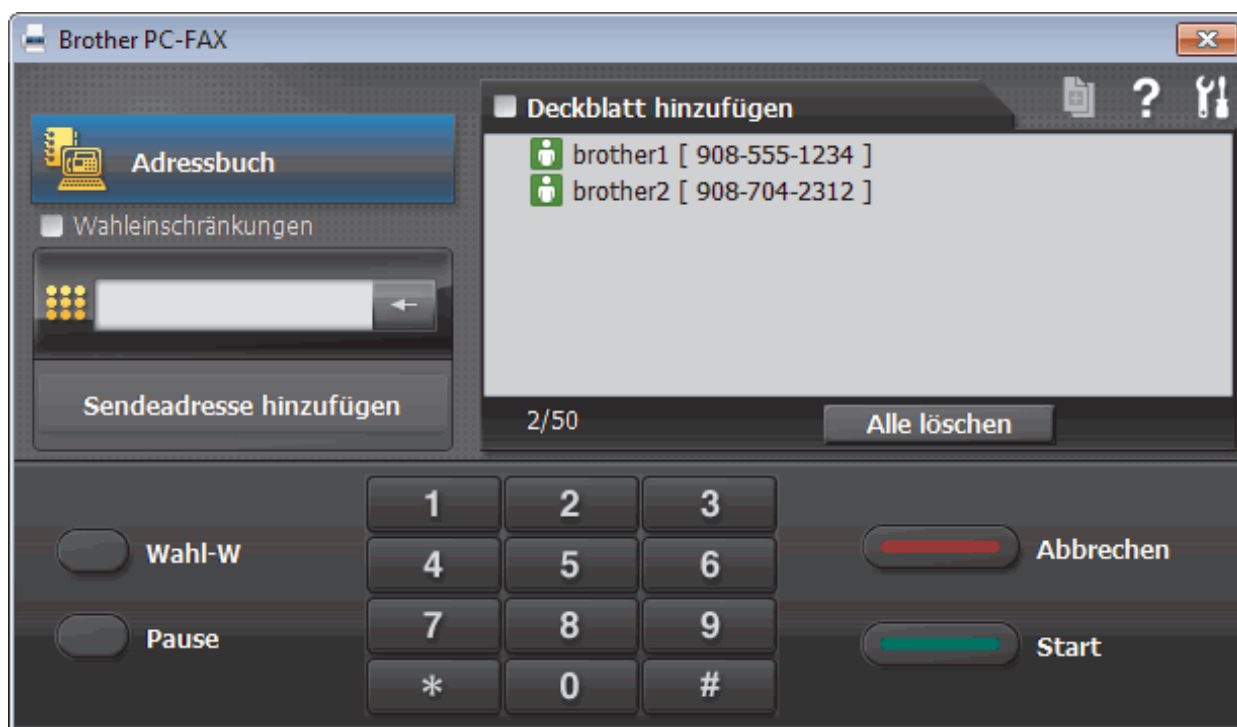 Brother PC-FAX
Adressbuch
Wahleinschränkungen
Sendeadresse hinzufügen
Deckblatt hinzufügen
?
brother1 [ 908-555-1234 ]
brother2 [ 908-704-2312 ]
2/50
Alle löschen
Wahl-W
Pause
1 2 3
4 5 6
7 8 9
* 0 #
Abbrechen
Start